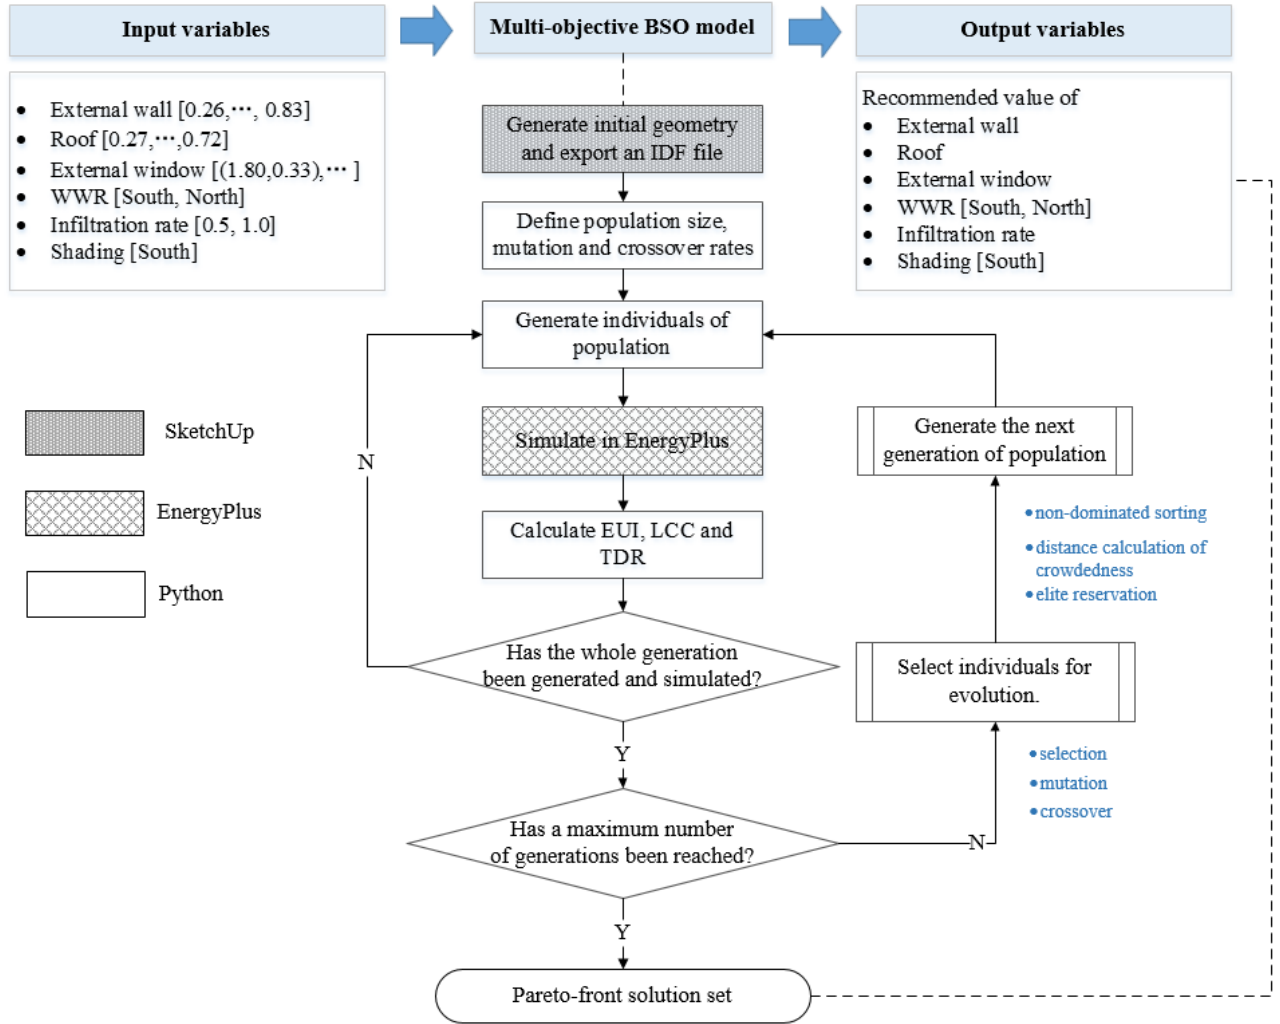 Input variables
Multi-objective BSO model
Output variables
• External wall [0.26,⋯, 0.83]
• Roof [0.27,⋯,0.72]
• External window [(1.80,0.33),⋯ ]
• WWR [South, North]
• Infiltration rate [0.5, 1.0]
• Shading [South]
Generate initial geometry
and export an IDF file
Define population size,
mutation and crossover rates
Generate individuals of
population
Simulate in EnergyPlus
Calculate EUI, LCC and
TDR
Has the whole generation
been generated and simulated?
N
Y
Has a maximum number
of generations been reached?
N
Y
Pareto-front solution set
Recommended value of
• External wall
• Roof
• External window
• WWR [South, North]
• Infiltration rate
• Shading [South]
Generate the next
generation of population
• non-dominated sorting
• distance calculation of
crowdedness
• elite reservation
Select individuals for
evolution.
• selection
• mutation
• crossover
SketchUp
EnergyPlus
Python